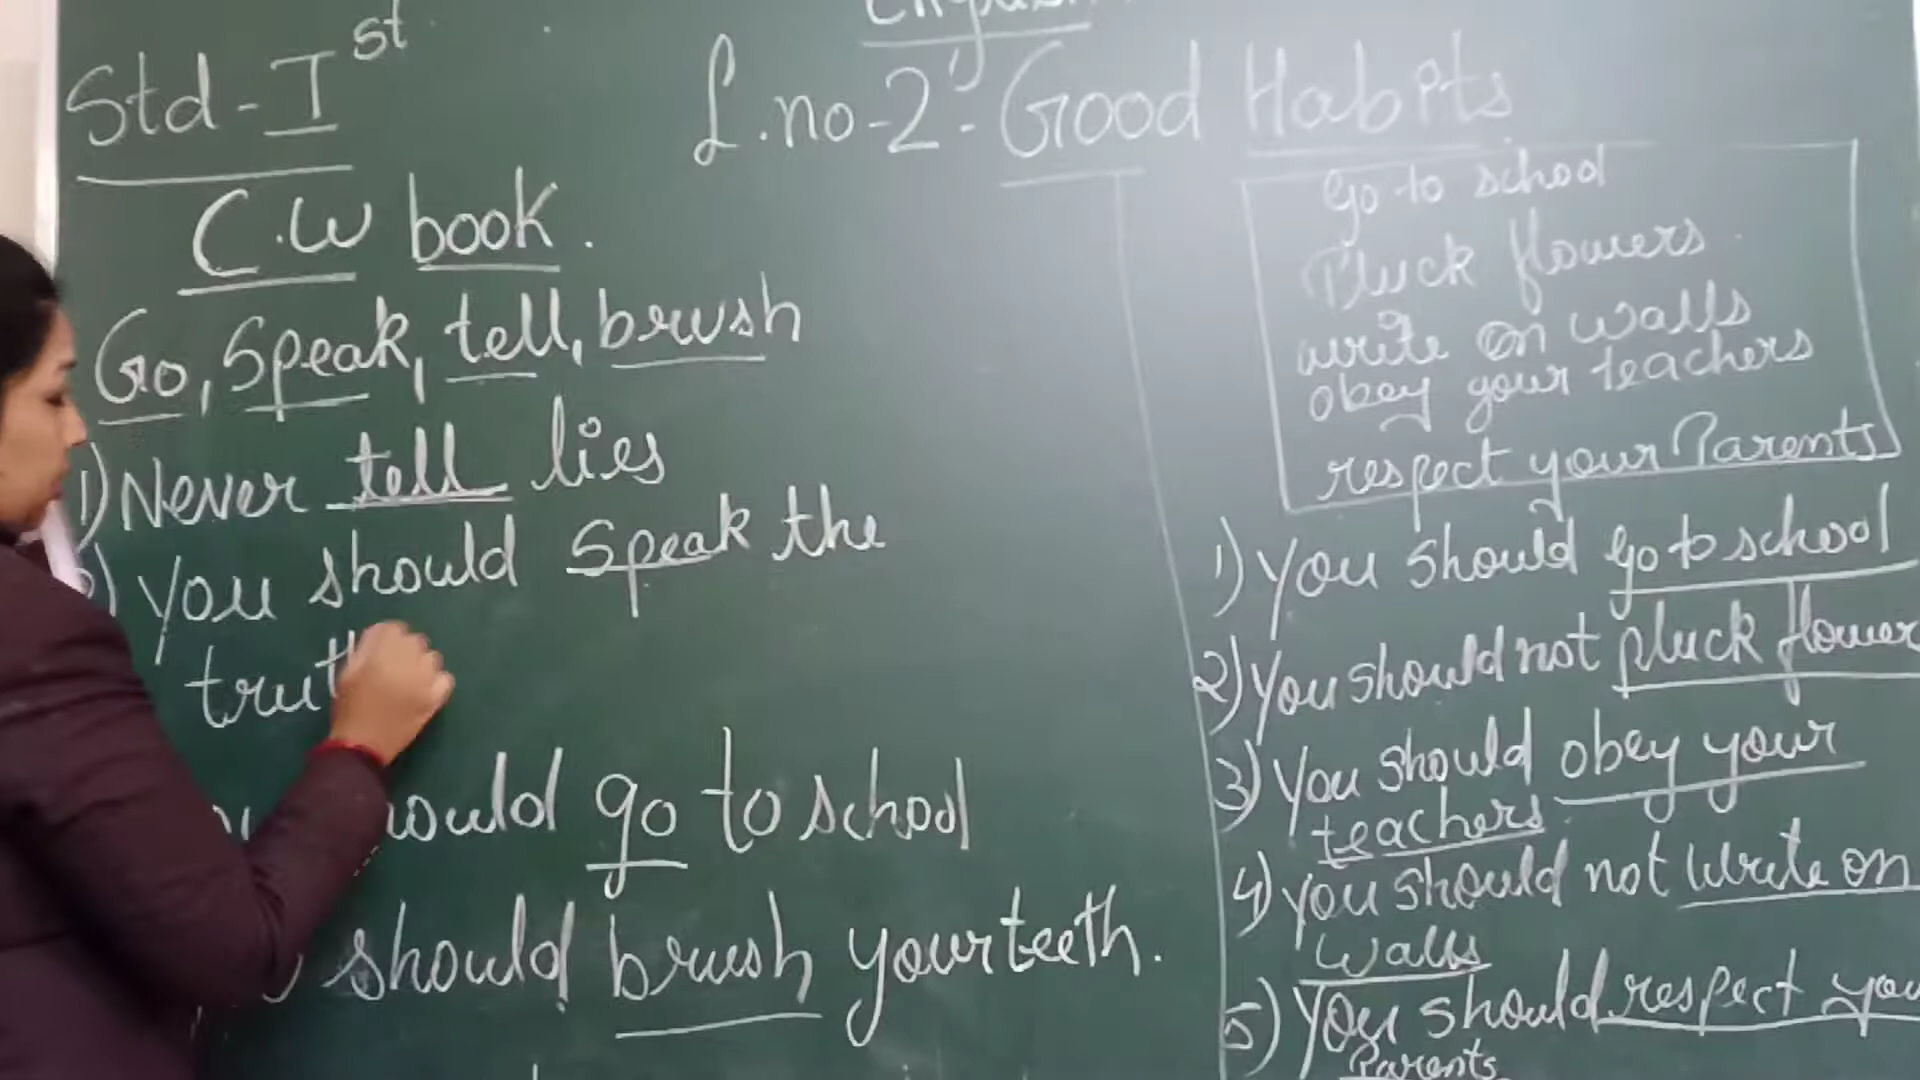 English
Std-Ist
L.no-2 - Good Habits
C.W book.
Go, Speak, tell, brush
1) Never tell lies
2) you should speak the
trut
should go to school
should brush your teeth.
Go to school
Pluck flowers
write on walls
obey your teachers
respect your Parents
1) You should go to school
2) You should not pluck flower
3) You should obey your
teachers.
4) you should not write on
walls
5) You should respect you
Parents